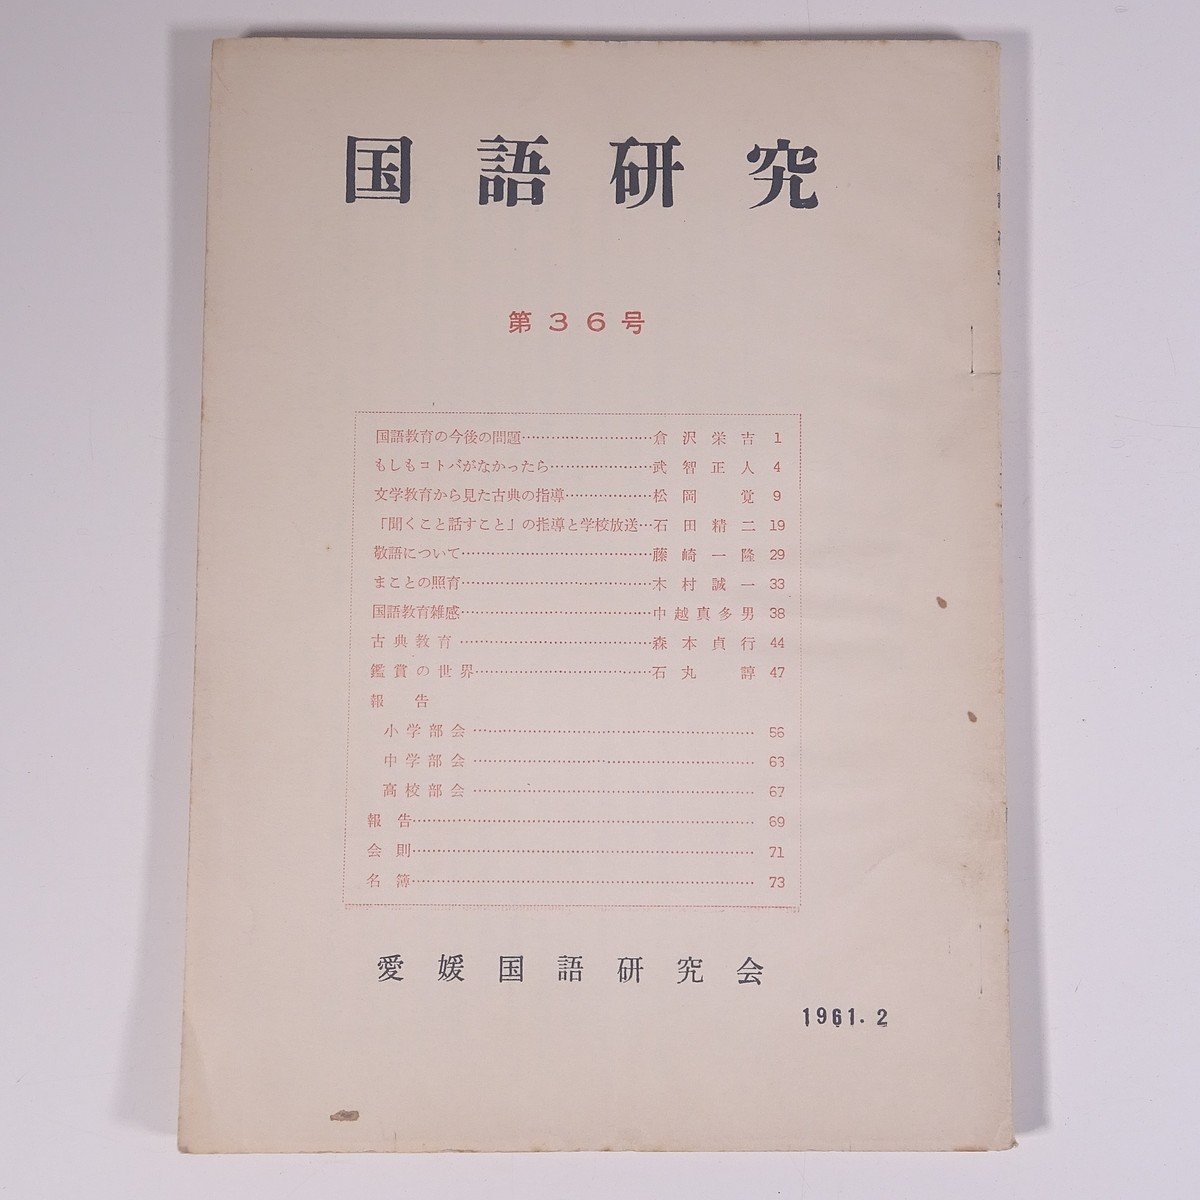 国語研究
第36号
国語教育の今後の問題…………………………倉沢栄吉 1
もしもコトバがなかったら…………………武智正人 4
文学教育から見た古典の指導………………松岡覚 9
「聞くこと話すこと」の指導と学校放送…石田精二 19
敬語について…………………………………藤崎一隆 29
まことの照育…………………………………木村誠一 33
国語教育雑感…………………………………中越真多男 38
古典教育…………………………………森本貞行 44
鑑賞の世界………………………………石丸諄 47
報告
小学部会…………………………………………………… 56
中学部会…………………………………………………… 63
高校部会…………………………………………………… 67
報告……………………………………………………………… 69
会則……………………………………………………………… 71
名簿……………………………………………………………… 73
愛媛国語研究会
1961.2